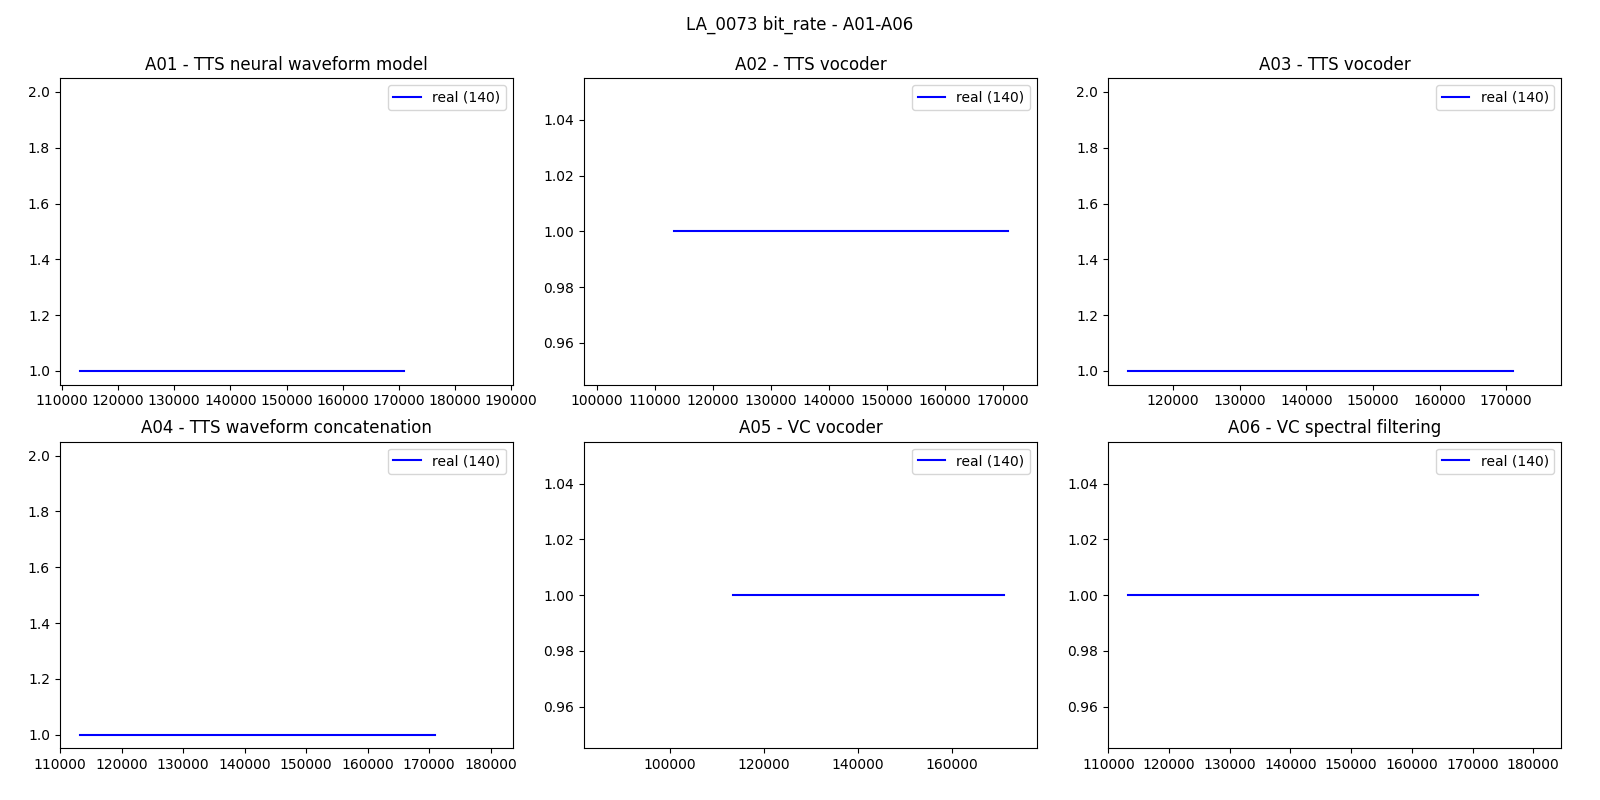 LA_0073 bit_rate - A01-A06
A01 - TTS neural waveform model
real (140)
2.0
1.8
1.6
1.4
1.2
1.0
110000 120000 130000 140000 150000 160000 170000 180000 190000
A02 - TTS vocoder
real (140)
1.04
1.02
1.00
0.98
0.96
100000 110000 120000 130000 140000 150000 160000 170000
A03 - TTS vocoder
real (140)
2.0
1.8
1.6
1.4
1.2
1.0
120000 130000 140000 150000 160000 170000
A04 - TTS waveform concatenation
real (140)
2.0
1.8
1.6
1.4
1.2
1.0
110000 120000 130000 140000 150000 160000 170000 180000
A05 - VC vocoder
real (140)
1.04
1.02
1.00
0.98
0.96
100000 120000 140000 160000
A06 - VC spectral filtering
real (140)
1.04
1.02
1.00
0.98
0.96
110000 120000 130000 140000 150000 160000 170000 180000